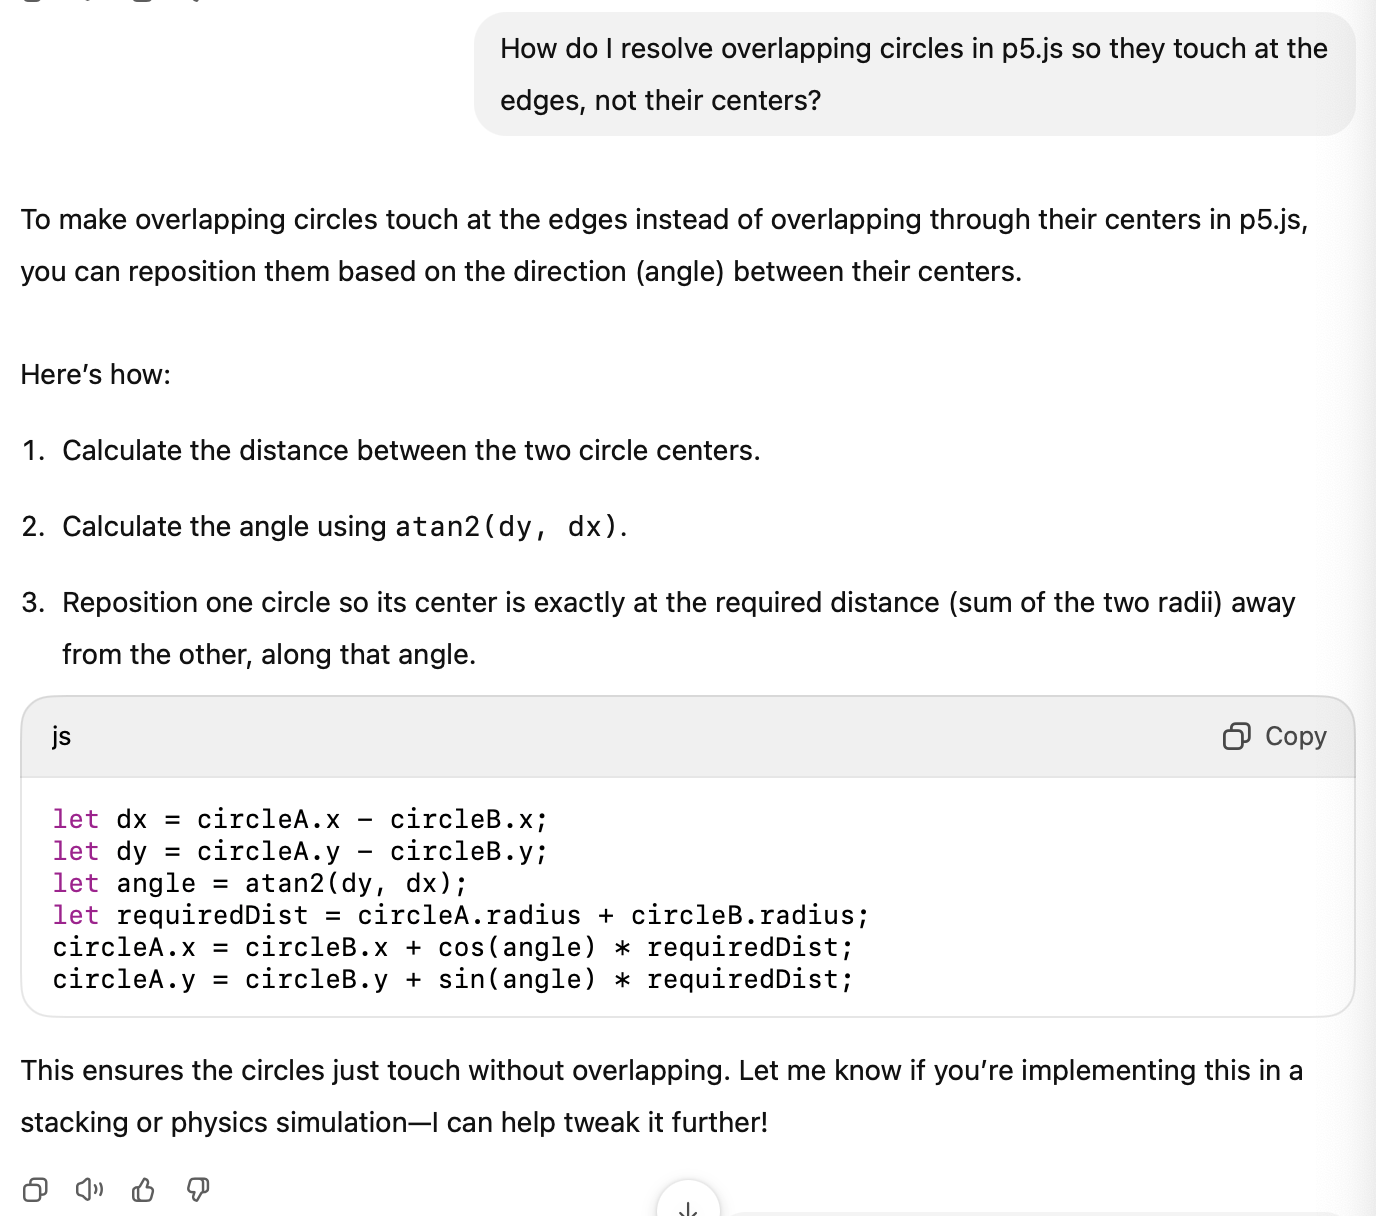 How do I resolve overlapping circles in p5.js so they touch at the
edges, not their centers?
To make overlapping circles touch at the edges instead of overlapping through their centers in p5.js,
you can reposition them based on the direction (angle) between their centers.
Here’s how:
1. Calculate the distance between the two circle centers.
2. Calculate the angle using atan2(dy, dx).
3. Reposition one circle so its center is exactly at the required distance (sum of the two radii) away
from the other, along that angle.
js Copy
let dx = circleA.x - circleB.x;
let dy = circleA.y - circleB.y;
let angle = atan2(dy, dx);
let requiredDist = circleA.radius + circleB.radius;
circleA.x = circleB.x + cos(angle) * requiredDist;
circleA.y = circleB.y + sin(angle) * requiredDist;
This ensures the circles just touch without overlapping. Let me know if you’re implementing this in a
stacking or physics simulation—I can help tweak it further!